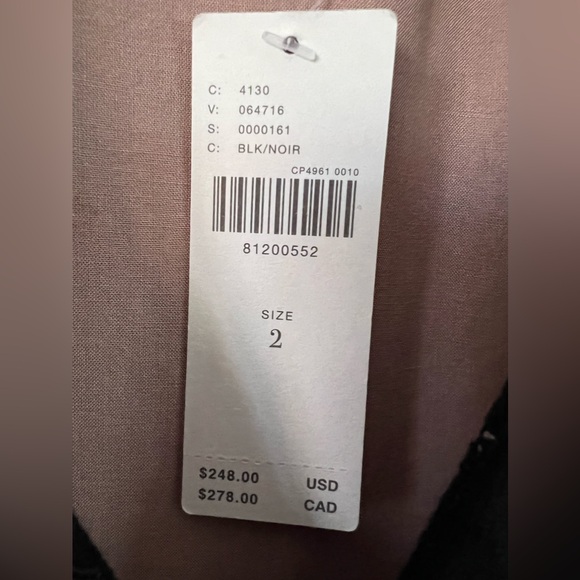 C: 4130
V: 064716
S: 0000161
C: BLK/NOIR
CP4961 0010
81200552
SIZE
2
$248.00 USD
$278.00 CAD